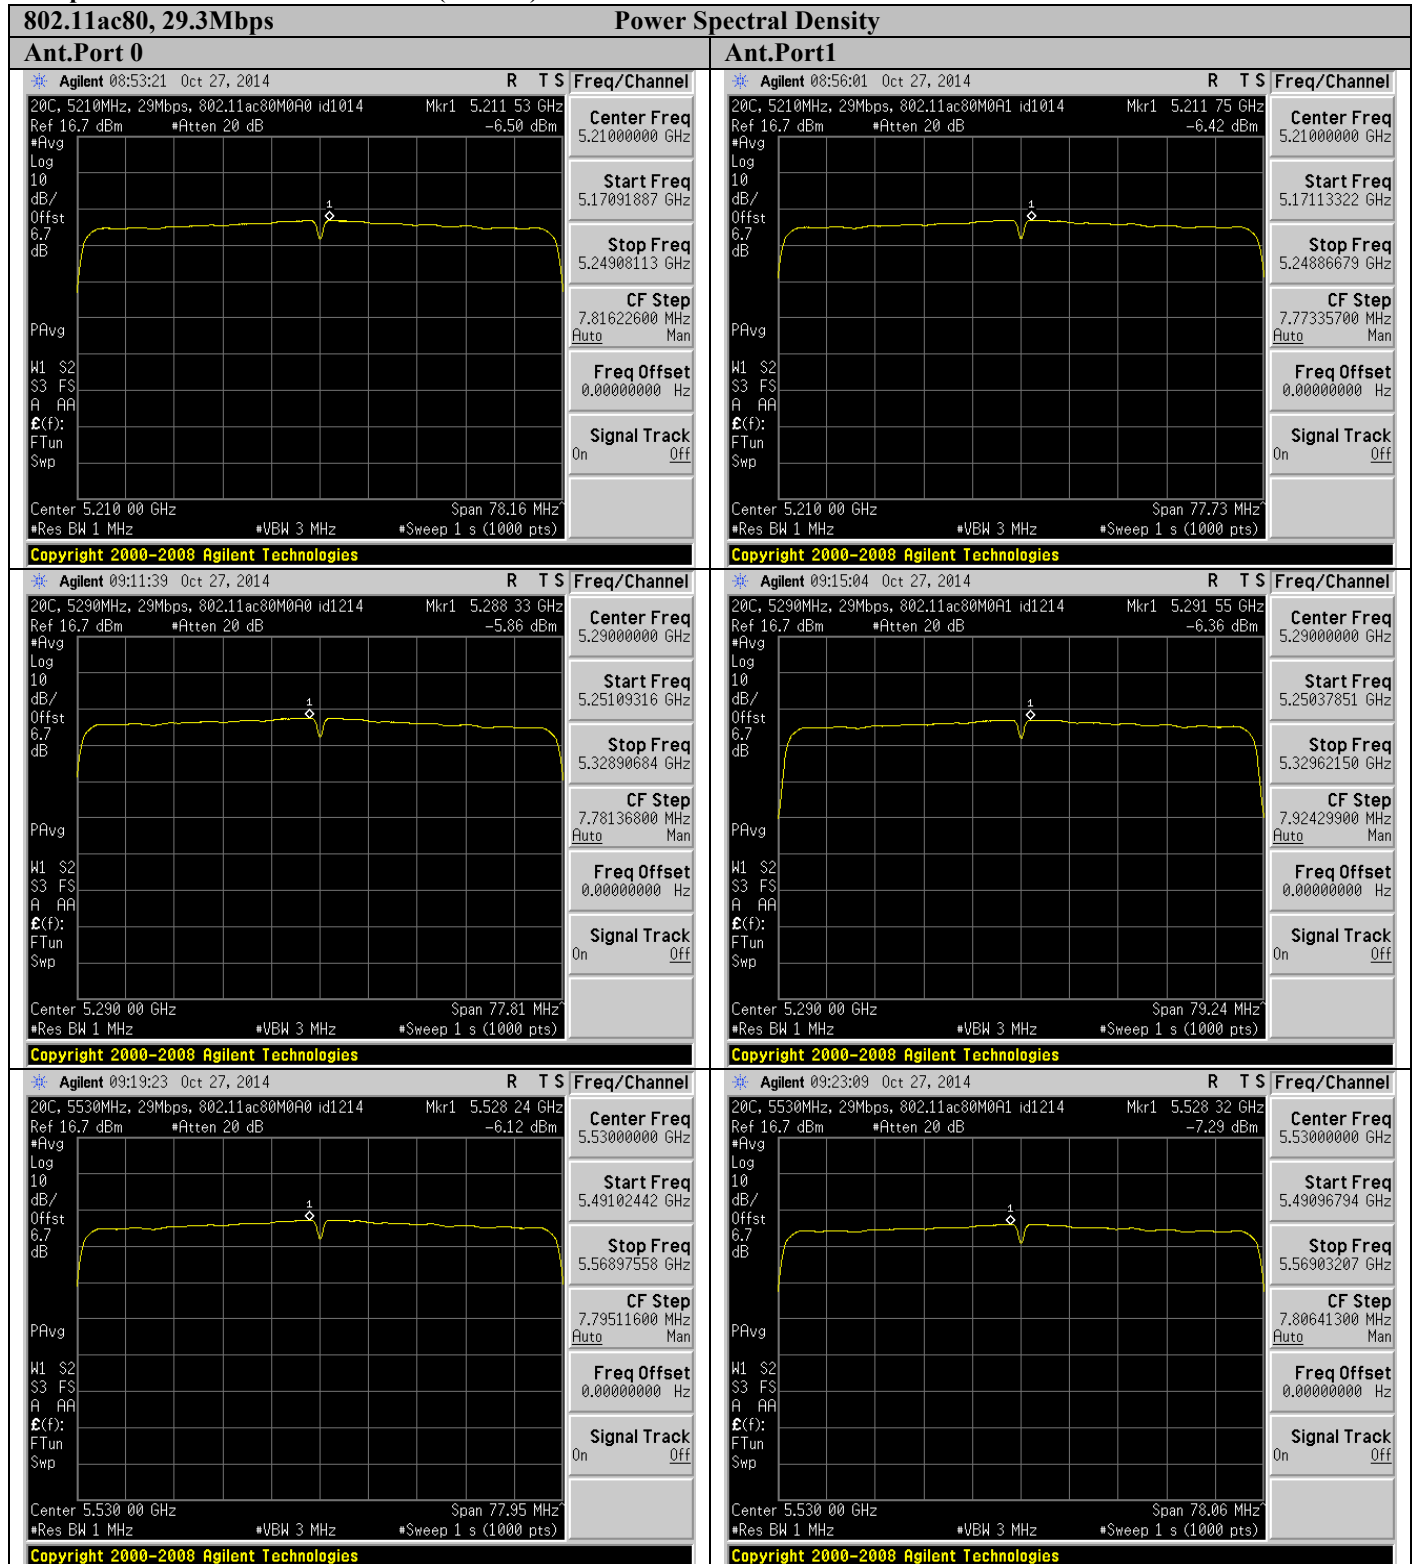 802.11ac80, 29.3Mbps Power Spectral Density
Ant.Port 0 Ant.Port1
Agilent 08:53:21 Oct 27, 2014 R T S Freq/Channel
20C, 5210MHz, 29Mbps, 802.11ac80M0A0 id1014 Mkr1 5.211 53 GHz
Ref 16.7 dBm #Atten 20 dB -6.50 dBm
#Avg
Log
10
dB/
Offst
6.7
dB
PAvg
W1 S2
S3 FS
A AA
£(f):
FTun
Swp
1
Center 5.210 00 GHz Span 78.16 MHz^
#Res BW 1 MHz #VBW 3 MHz #Sweep 1 s (1000 pts)
Center Freq
5.21000000 GHz
Start Freq
5.17091887 GHz
Stop Freq
5.24908113 GHz
CF Step
7.81622600 MHz
Auto Man
Freq Offset
0.00000000 Hz
Signal Track
On Off
Copyright 2000-2008 Agilent Technologies
Agilent 08:56:01 Oct 27, 2014 R T S Freq/Channel
20C, 5210MHz, 29Mbps, 802.11ac80M0A1 id1014 Mkr1 5.211 75 GHz
Ref 16.7 dBm #Atten 20 dB -6.42 dBm
#Avg
Log
10
dB/
Offst
6.7
dB
PAvg
W1 S2
S3 FS
A AA
£(f):
FTun
Swp
1
Center 5.210 00 GHz Span 77.73 MHz^
#Res BW 1 MHz #VBW 3 MHz #Sweep 1 s (1000 pts)
Center Freq
5.21000000 GHz
Start Freq
5.17113322 GHz
Stop Freq
5.24886679 GHz
CF Step
7.77335700 MHz
Auto Man
Freq Offset
0.00000000 Hz
Signal Track
On Off
Copyright 2000-2008 Agilent Technologies
Agilent 09:11:39 Oct 27, 2014 R T S Freq/Channel
20C, 5290MHz, 29Mbps, 802.11ac80M0A0 id1214 Mkr1 5.288 33 GHz
Ref 16.7 dBm #Atten 20 dB -5.86 dBm
#Avg
Log
10
dB/
Offst
6.7
dB
PAvg
W1 S2
S3 FS
A AA
£(f):
FTun
Swp
1
Center 5.290 00 GHz Span 77.81 MHz^
#Res BW 1 MHz #VBW 3 MHz #Sweep 1 s (1000 pts)
Center Freq
5.29000000 GHz
Start Freq
5.25109316 GHz
Stop Freq
5.32890684 GHz
CF Step
7.78136800 MHz
Auto Man
Freq Offset
0.00000000 Hz
Signal Track
On Off
Copyright 2000-2008 Agilent Technologies
Agilent 09:15:04 Oct 27, 2014 R T S Freq/Channel
20C, 5290MHz, 29Mbps, 802.11ac80M0A1 id1214 Mkr1 5.291 55 GHz
Ref 16.7 dBm #Atten 20 dB -6.36 dBm
#Avg
Log
10
dB/
Offst
6.7
dB
PAvg
W1 S2
S3 FS
A AA
£(f):
FTun
Swp
1
Center 5.290 00 GHz Span 79.24 MHz^
#Res BW 1 MHz #VBW 3 MHz #Sweep 1 s (1000 pts)
Center Freq
5.29000000 GHz
Start Freq
5.25037851 GHz
Stop Freq
5.32962150 GHz
CF Step
7.92429900 MHz
Auto Man
Freq Offset
0.00000000 Hz
Signal Track
On Off
Copyright 2000-2008 Agilent Technologies
Agilent 09:19:23 Oct 27, 2014 R T S Freq/Channel
20C, 5530MHz, 29Mbps, 802.11ac80M0A0 id1214 Mkr1 5.528 24 GHz
Ref 16.7 dBm #Atten 20 dB -6.12 dBm
#Avg
Log
10
dB/
Offst
6.7
dB
PAvg
W1 S2
S3 FS
A AA
£(f):
FTun
Swp
1
Center 5.530 00 GHz Span 77.95 MHz^
#Res BW 1 MHz #VBW 3 MHz #Sweep 1 s (1000 pts)
Center Freq
5.53000000 GHz
Start Freq
5.49102442 GHz
Stop Freq
5.56897558 GHz
CF Step
7.79511600 MHz
Auto Man
Freq Offset
0.00000000 Hz
Signal Track
On Off
Copyright 2000-2008 Agilent Technologies
Agilent 09:23:09 Oct 27, 2014 R T S Freq/Channel
20C, 5530MHz, 29Mbps, 802.11ac80M0A1 id1214 Mkr1 5.528 32 GHz
Ref 16.7 dBm #Atten 20 dB -7.29 dBm
#Avg
Log
10
dB/
Offst
6.7
dB
PAvg
W1 S2
S3 FS
A AA
£(f):
FTun
Swp
1
Center 5.530 00 GHz Span 78.06 MHz^
#Res BW 1 MHz #VBW 3 MHz #Sweep 1 s (1000 pts)
Center Freq
5.53000000 GHz
Start Freq
5.49096794 GHz
Stop Freq
5.56903207 GHz
CF Step
7.80641300 MHz
Auto Man
Freq Offset
0.00000000 Hz
Signal Track
On Off
Copyright 2000-2008 Agilent Technologies